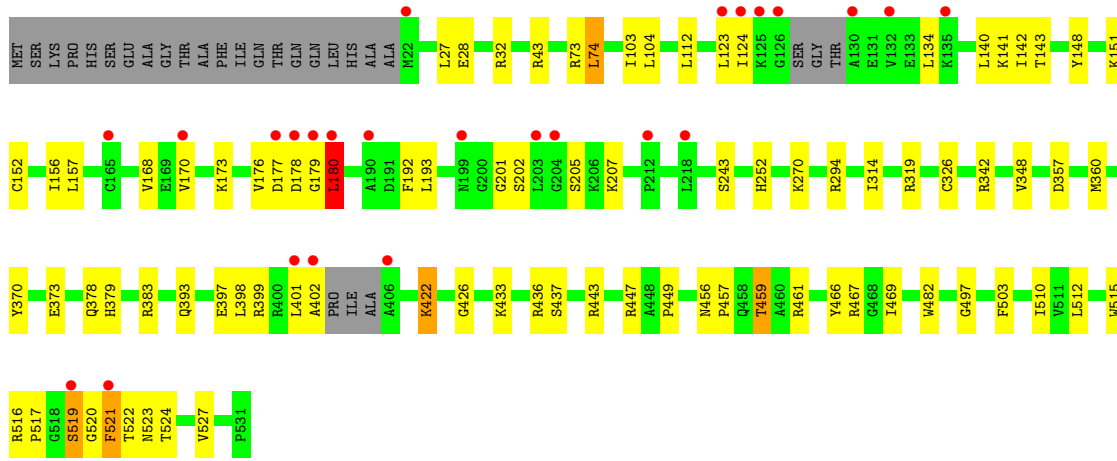 MET SER LYS PRO HIS SER GLU ALA GLY THR ALA PHE ILE GLN THR GLN GLN LEU HIS ALA ALA M22 L27 E28 R32 R43 R73 L74 I103 L104 L112 L123 I124 K125 G126 SER GLY THR A130 E131 V132 E133 L134 K135 L140 K141 I142 T143 Y148 K151
C152 I156 L157 C165 V168 E169 V170 K173 V176 D177 D178 G179 L180 A190 D191 F192 L193 N199 G200 G201 S202 L203 G204 S205 K206 K207 P212 L218 S243 H252 K270 R294 I314 R319 C326 R342 V348 D357 M360
Y370 E373 Q378 H379 R383 Q393 E397 L398 R399 R400 L401 A402 PRO ILE ALA A406 K422 G426 K433 R436 S437 R443 R447 A448 P449 N456 P457 Q458 T459 A460 R461 Y466 R467 G468 I469 W482 G497 F503 I510 V511 L512 W515
R516 P517 G518 S519 G520 F521 T522 N523 T524 V527 P531